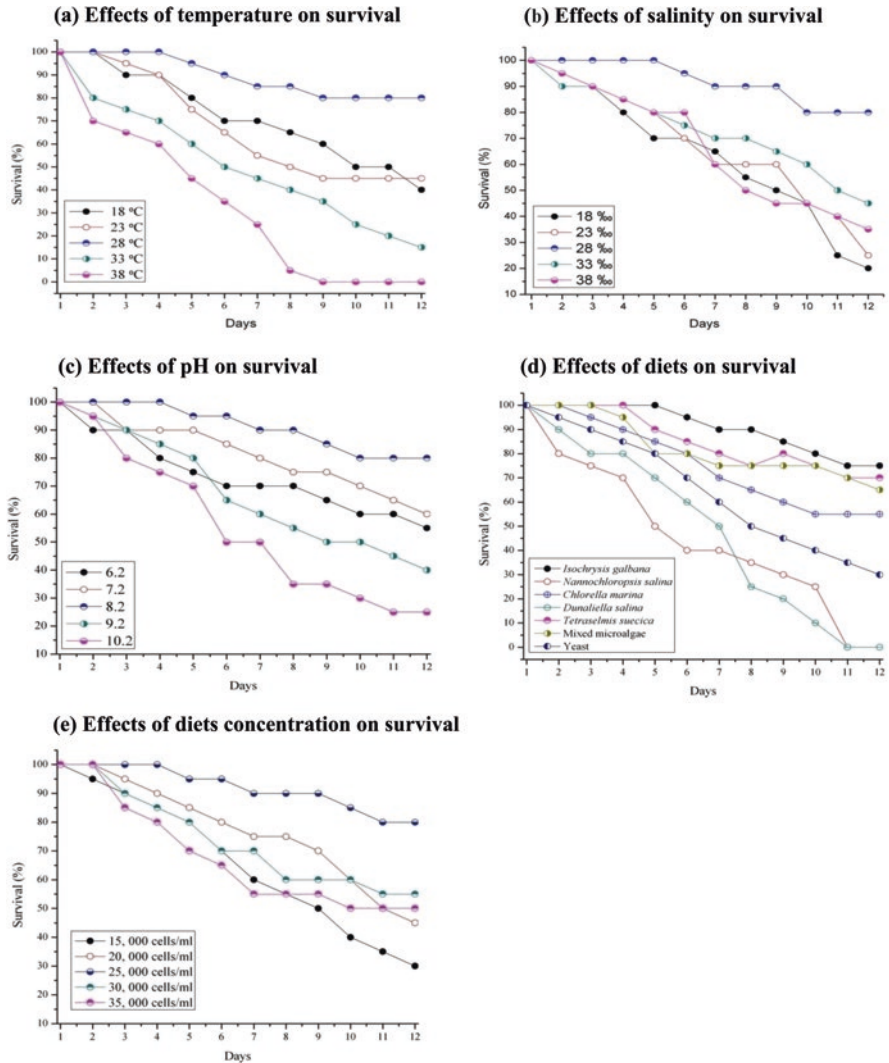 (a) Effects of temperature on survival
100
90
80
70
60
50
40
30
20
10
0
Survival (%)
18 ºC
23 ºC
28 ºC
33 ºC
38 ºC
1 2 3 4 5 6 7 8 9 10 11 12
Days
(b) Effects of salinity on survival
100
90
80
70
60
50
40
30
20
10
Survival (%)
18 ‰
23 ‰
28 ‰
33 ‰
38 ‰
1 2 3 4 5 6 7 8 9 10 11 12
Days
(c) Effects of pH on survival
100
90
80
70
60
50
40
30
20
10
Survival (%)
6.2
7.2
8.2
9.2
10.2
1 2 3 4 5 6 7 8 9 10 11 12
Days
(d) Effects of diets on survival
100
90
80
70
60
50
40
30
20
10
0
Survival (%)
Isochrysis galbana
Nannochloropsis salina
Chlorella marina
Dunaliella salina
Tetraselmis suecica
Mixed microalgae
Yeast
1 2 3 4 5 6 7 8 9 10 11 12
Days
(e) Effects of diets concentration on survival
100
90
80
70
60
50
40
30
20
10
Survival (%)
15, 000 cells/ml
20, 000 cells/ml
25, 000 cells/ml
30, 000 cells/ml
35, 000 cells/ml
1 2 3 4 5 6 7 8 9 10 11 12
Days